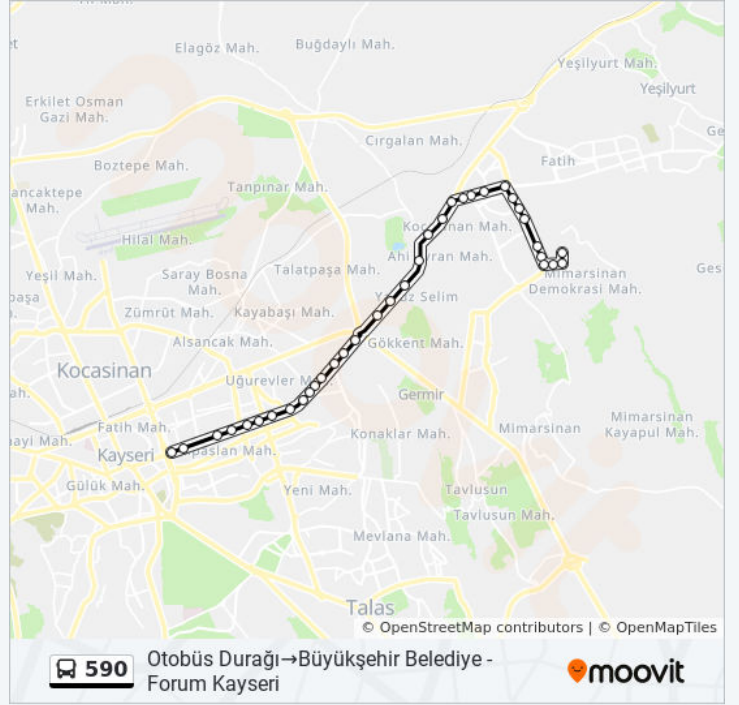 Elagöz Mah.
Buğdaylı Mah.
Yeşilyurt Mah.
Yeşilyurt
Erkilet Osman
Gazi Mah.
Cırgalan Mah.
Boztepe Mah.
Fatih
Tanpınar Mah.
Mah.
Hilal Mah.
Ahi
ran Mah.
Yeşil Mah.
Saray Bosna
Mah.
Talatpaşa Mah.
Mimarsinan
Demokrasi Mah.
Selim
Zümrüt Mah.
Kayabaşı Mah.
Alsancak Mah.
Gökkent Mah.
Kocasinan
Uğurevler
Germir
Fatih Mah.
Konaklar Mah.
Mimarsinan
Mimarsinan
Kayapul Mah.
Kayseri
paslan Mah.
Gülük Mah.
Yeni Mah.
Tavlusun
Tavlusun Mah.
Mevlana Mah.
Talas
© OpenStreetMap contributors | © OpenMapTiles
590
Otobüs Durağı→Büyükşehir Belediye -
Forum Kayseri
moovit